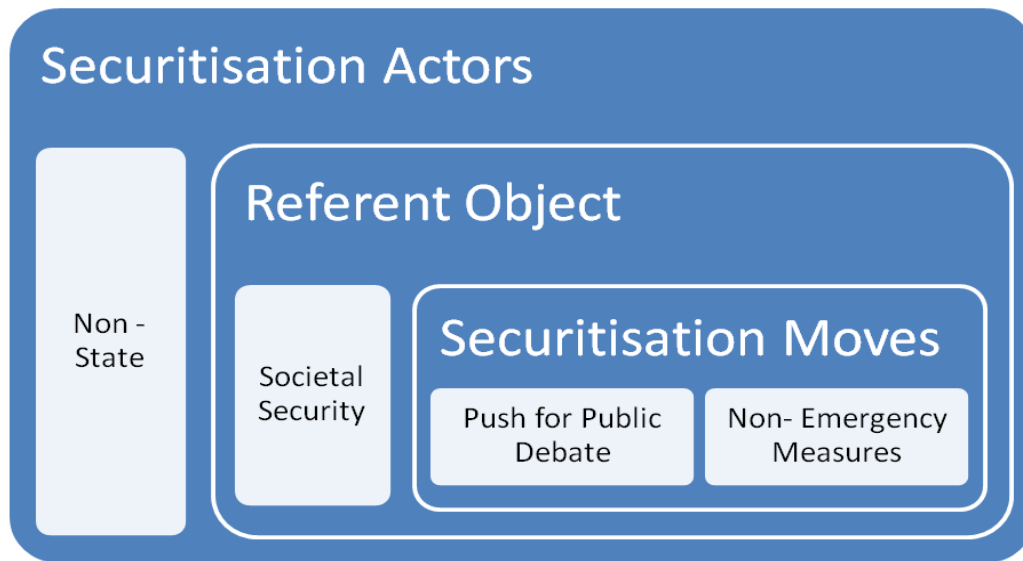 Securitisation Actors
Non -
State
Referent Object
Societal
Security
Securitisation Moves
Push for Public
Debate
Non- Emergency
Measures